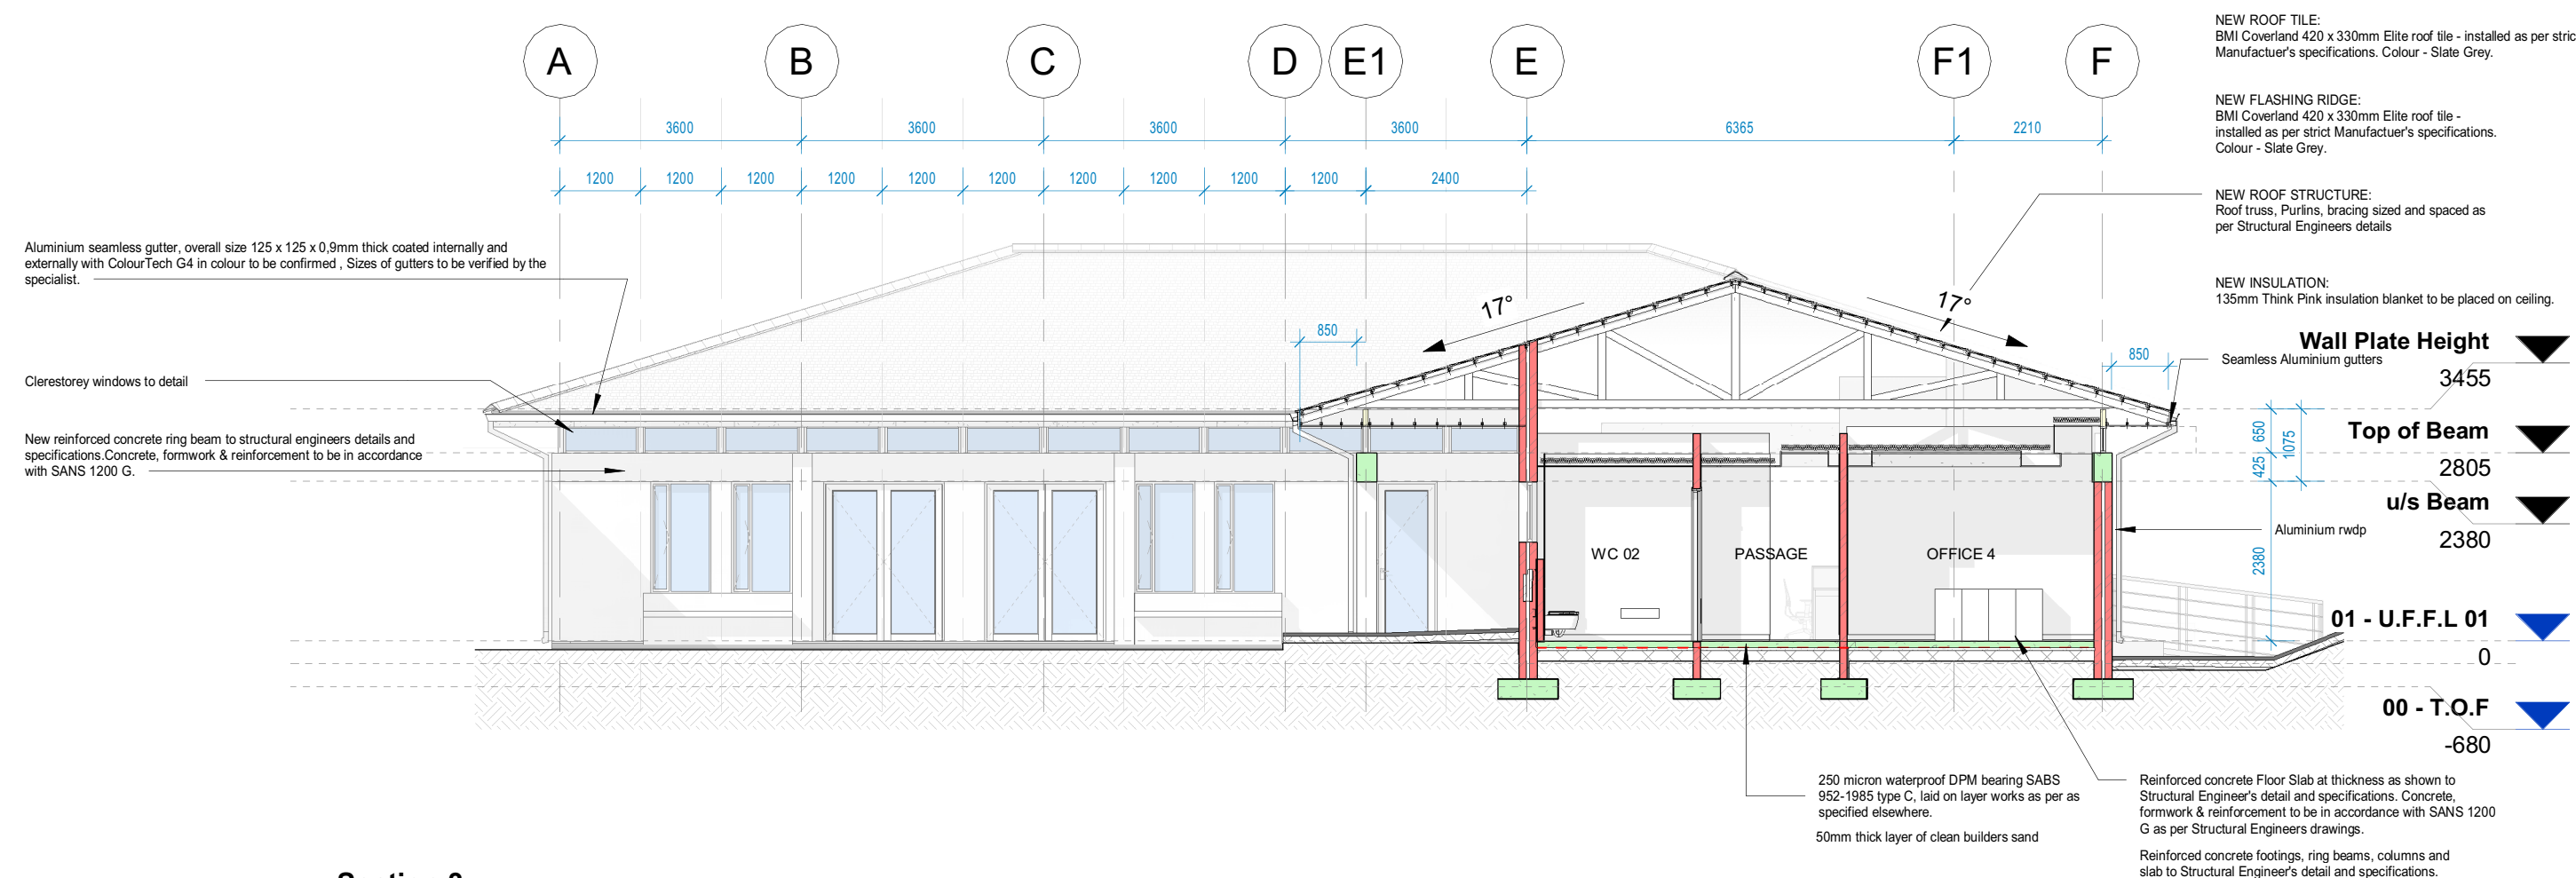 A B C D E1 E F1 F
3600 3600 3600 3600 6365 2210
1200 1200 1200 1200 1200 1200 1200 1200 1200 1200 2400
NEW ROOF TILE:
BMI Coverland 420 x 330mm Elite roof tile - installed as per stric
Manufactuer's specifications. Colour - Slate Grey.
NEW FLASHING RIDGE:
BMI Coverland 420 x 330mm Elite roof tile -
installed as per strict Manufactuer's specifications.
Colour - Slate Grey.
NEW ROOF STRUCTURE:
Roof truss, Purlins, bracing sized and spaced as
per Structural Engineers details
NEW INSULATION:
135mm Think Pink insulation blanket to be placed on ceiling.
Aluminium seamless gutter, overall size 125 x 125 x 0,9mm thick coated internally and
externally with ColourTech G4 in colour to be confirmed , Sizes of gutters to be verified by the
specialist.
Clerestorey windows to detail
New reinforced concrete ring beam to structural engineers details and
specifications.Concrete, formwork & reinforcement to be in accordance
with SANS 1200 G.
17°
17°
850
850
Wall Plate Height
Seamless Aluminium gutters
3455
Top of Beam
2805
u/s Beam
2380
650
425
1075
2380
Aluminium rwdp
WC 02
PASSAGE
OFFICE 4
01 - U.F.F.L 01
0
00 - T.O.F
-680
250 micron waterproof DPM bearing SABS
952-1985 type C, laid on layer works as per as
specified elsewhere.
50mm thick layer of clean builders sand
Reinforced concrete Floor Slab at thickness as shown to
Structural Engineer's detail and specifications. Concrete,
formwork & reinforcement to be in accordance with SANS 1200
G as per Structural Engineers drawings.
Reinforced concrete footings, ring beams, columns and
slab to Structural Engineer's detail and specifications.